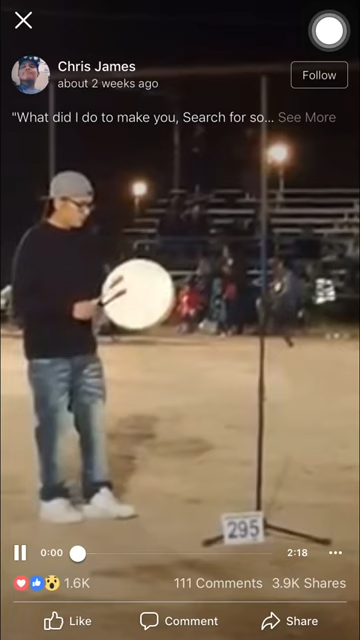 Chris James
about 2 weeks ago
Follow
"What did I do to make you, Search for so... See More
295
0:00
2:18
1.6K
111 Comments 3.9K Shares
Like
Comment
Share